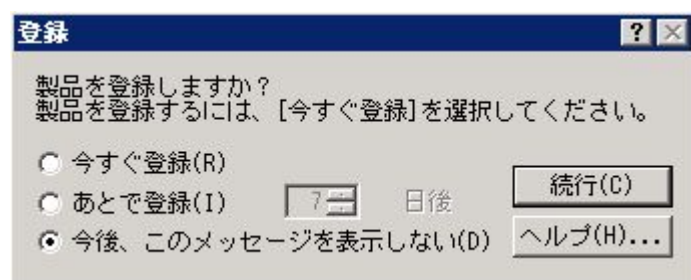 登録
製品を登録しますか？
製品を登録するには、[今すぐ登録]を選択してください。
今すぐ登録(R)
あとで登録(I) 7 日後
今後、このメッセージを表示しない(D)
続行(C)
ヘルプ(H)...